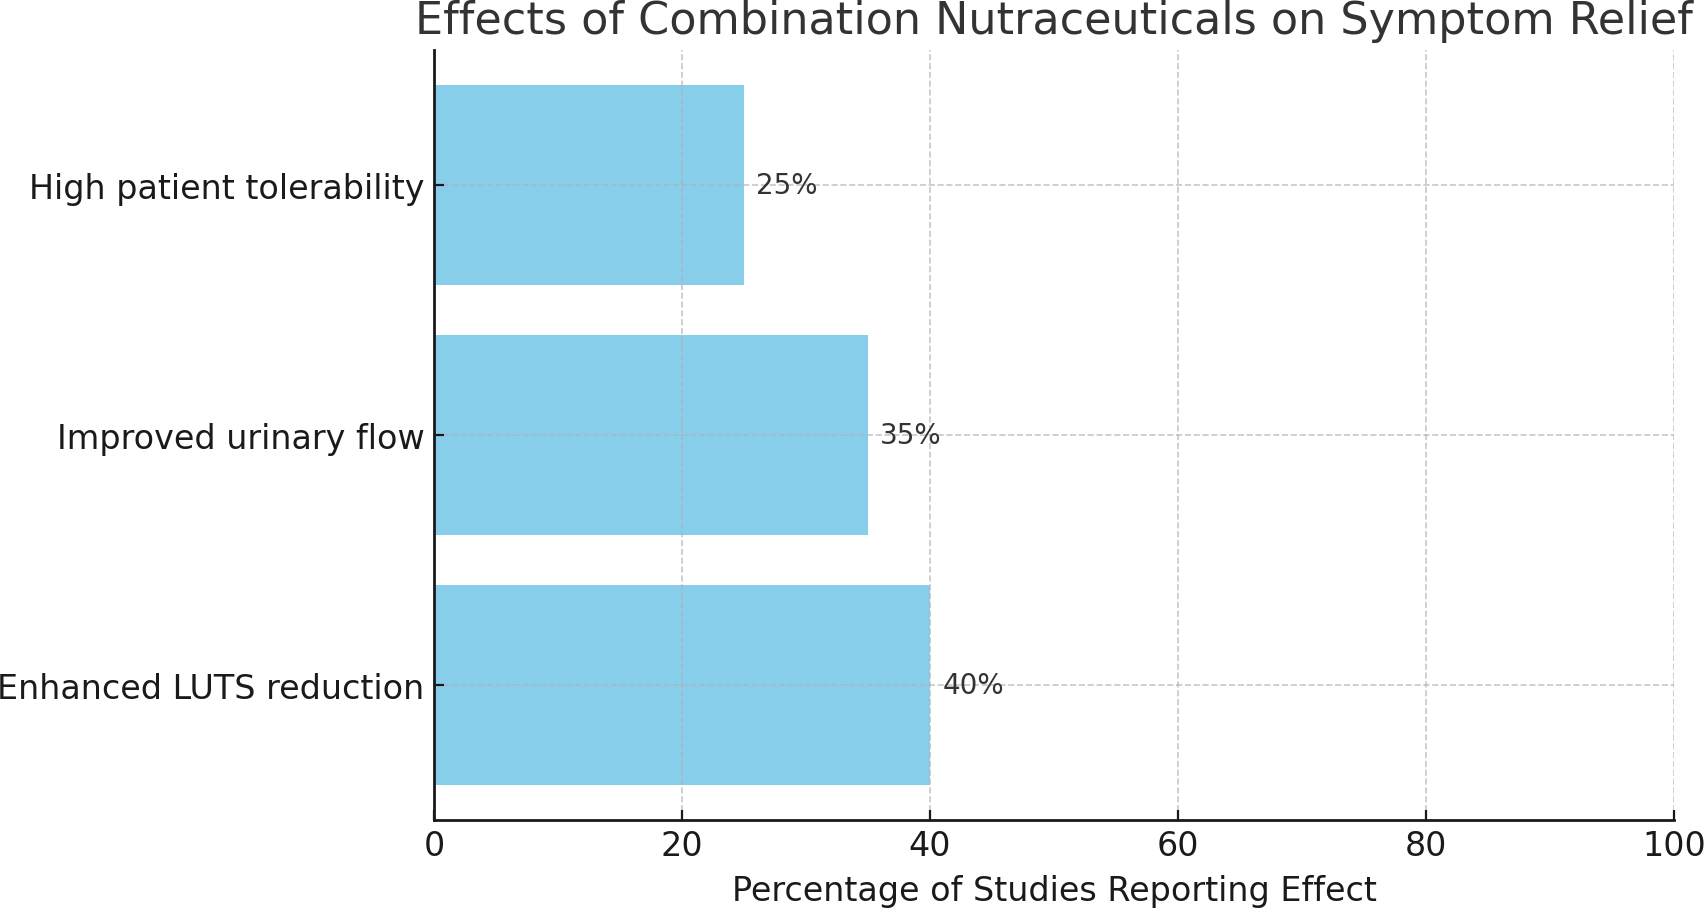 Effects of Combination Nutraceuticals on Symptom Relief
High patient tolerability
25%
Improved urinary flow
35%
Enhanced LUTS reduction
40%
0 20 40 60 80 100
Percentage of Studies Reporting Effect